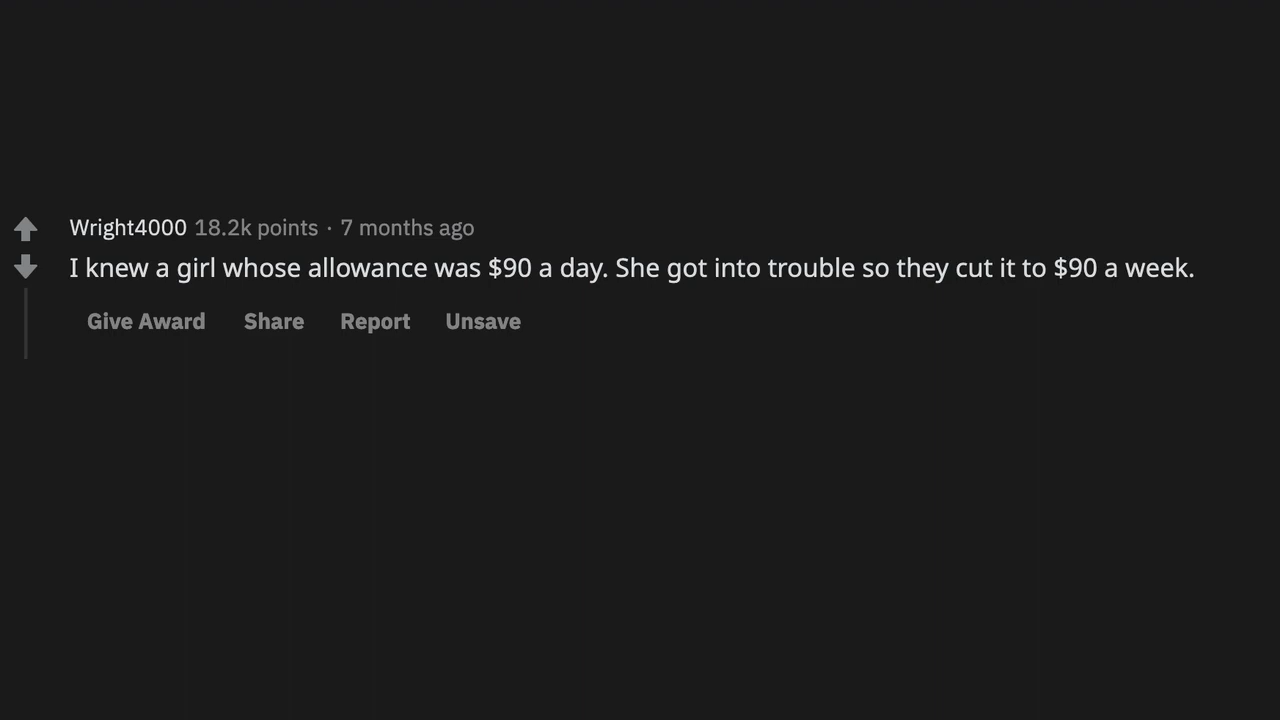 Wright4000 18.2k points · 7 months ago
I knew a girl whose allowance was $90 a day. She got into trouble so they cut it to $90 a week.
Give Award Share Report Unsave